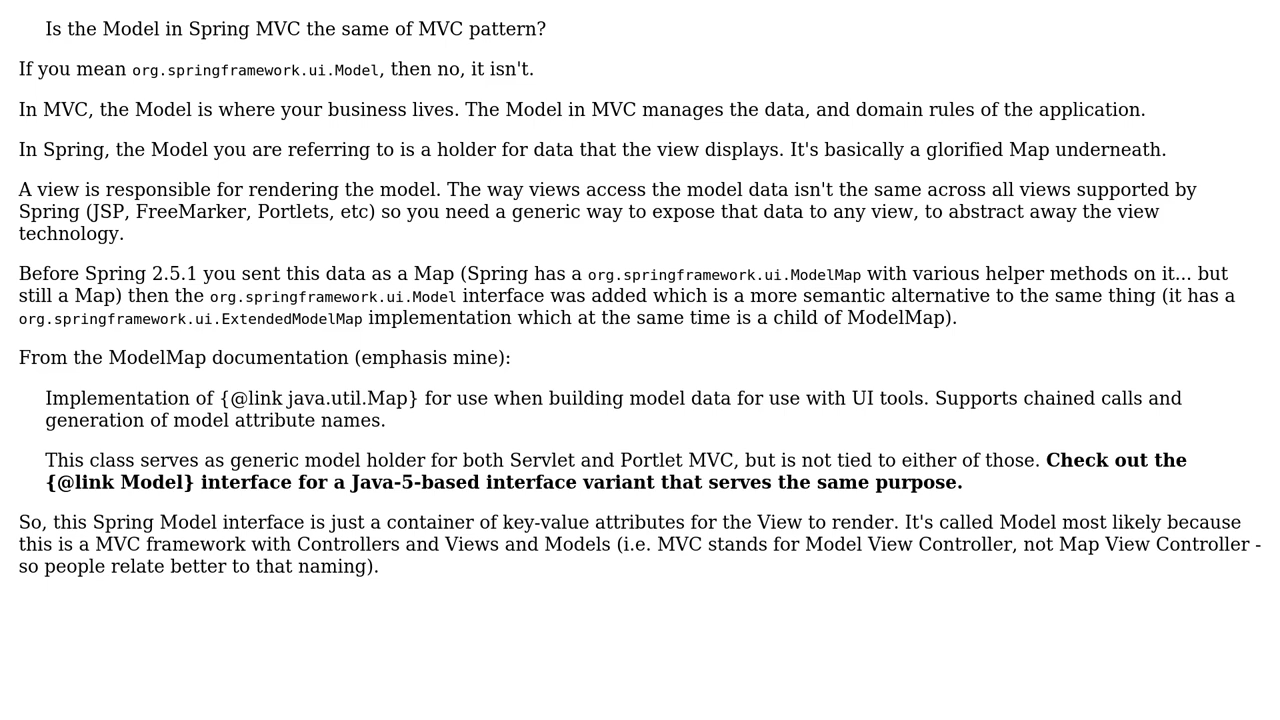 Is the Model in Spring MVC the same of MVC pattern?
If you mean org.springframework.ui.Model, then no, it isn't.
In MVC, the Model is where your business lives. The Model in MVC manages the data, and domain rules of the application.
In Spring, the Model you are referring to is a holder for data that the view displays. It's basically a glorified Map underneath.
A view is responsible for rendering the model. The way views access the model data isn't the same across all views supported by
Spring (JSP, FreeMarker, Portlets, etc) so you need a generic way to expose that data to any view, to abstract away the view
technology.
Before Spring 2.5.1 you sent this data as a Map (Spring has a org.springframework.ui.ModelMap with various helper methods on it... but
still a Map) then the org.springframework.ui.Model interface was added which is a more semantic alternative to the same thing (it has a
org.springframework.ui.ExtendedModelMap implementation which at the same time is a child of ModelMap).
From the ModelMap documentation (emphasis mine):
Implementation of {@link java.util.Map} for use when building model data for use with UI tools. Supports chained calls and
generation of model attribute names.
This class serves as generic model holder for both Servlet and Portlet MVC, but is not tied to either of those. Check out the
{@link Model} interface for a Java-5-based interface variant that serves the same purpose.
So, this Spring Model interface is just a container of key-value attributes for the View to render. It's called Model most likely because
this is a MVC framework with Controllers and Views and Models (i.e. MVC stands for Model View Controller, not Map View Controller -
so people relate better to that naming).